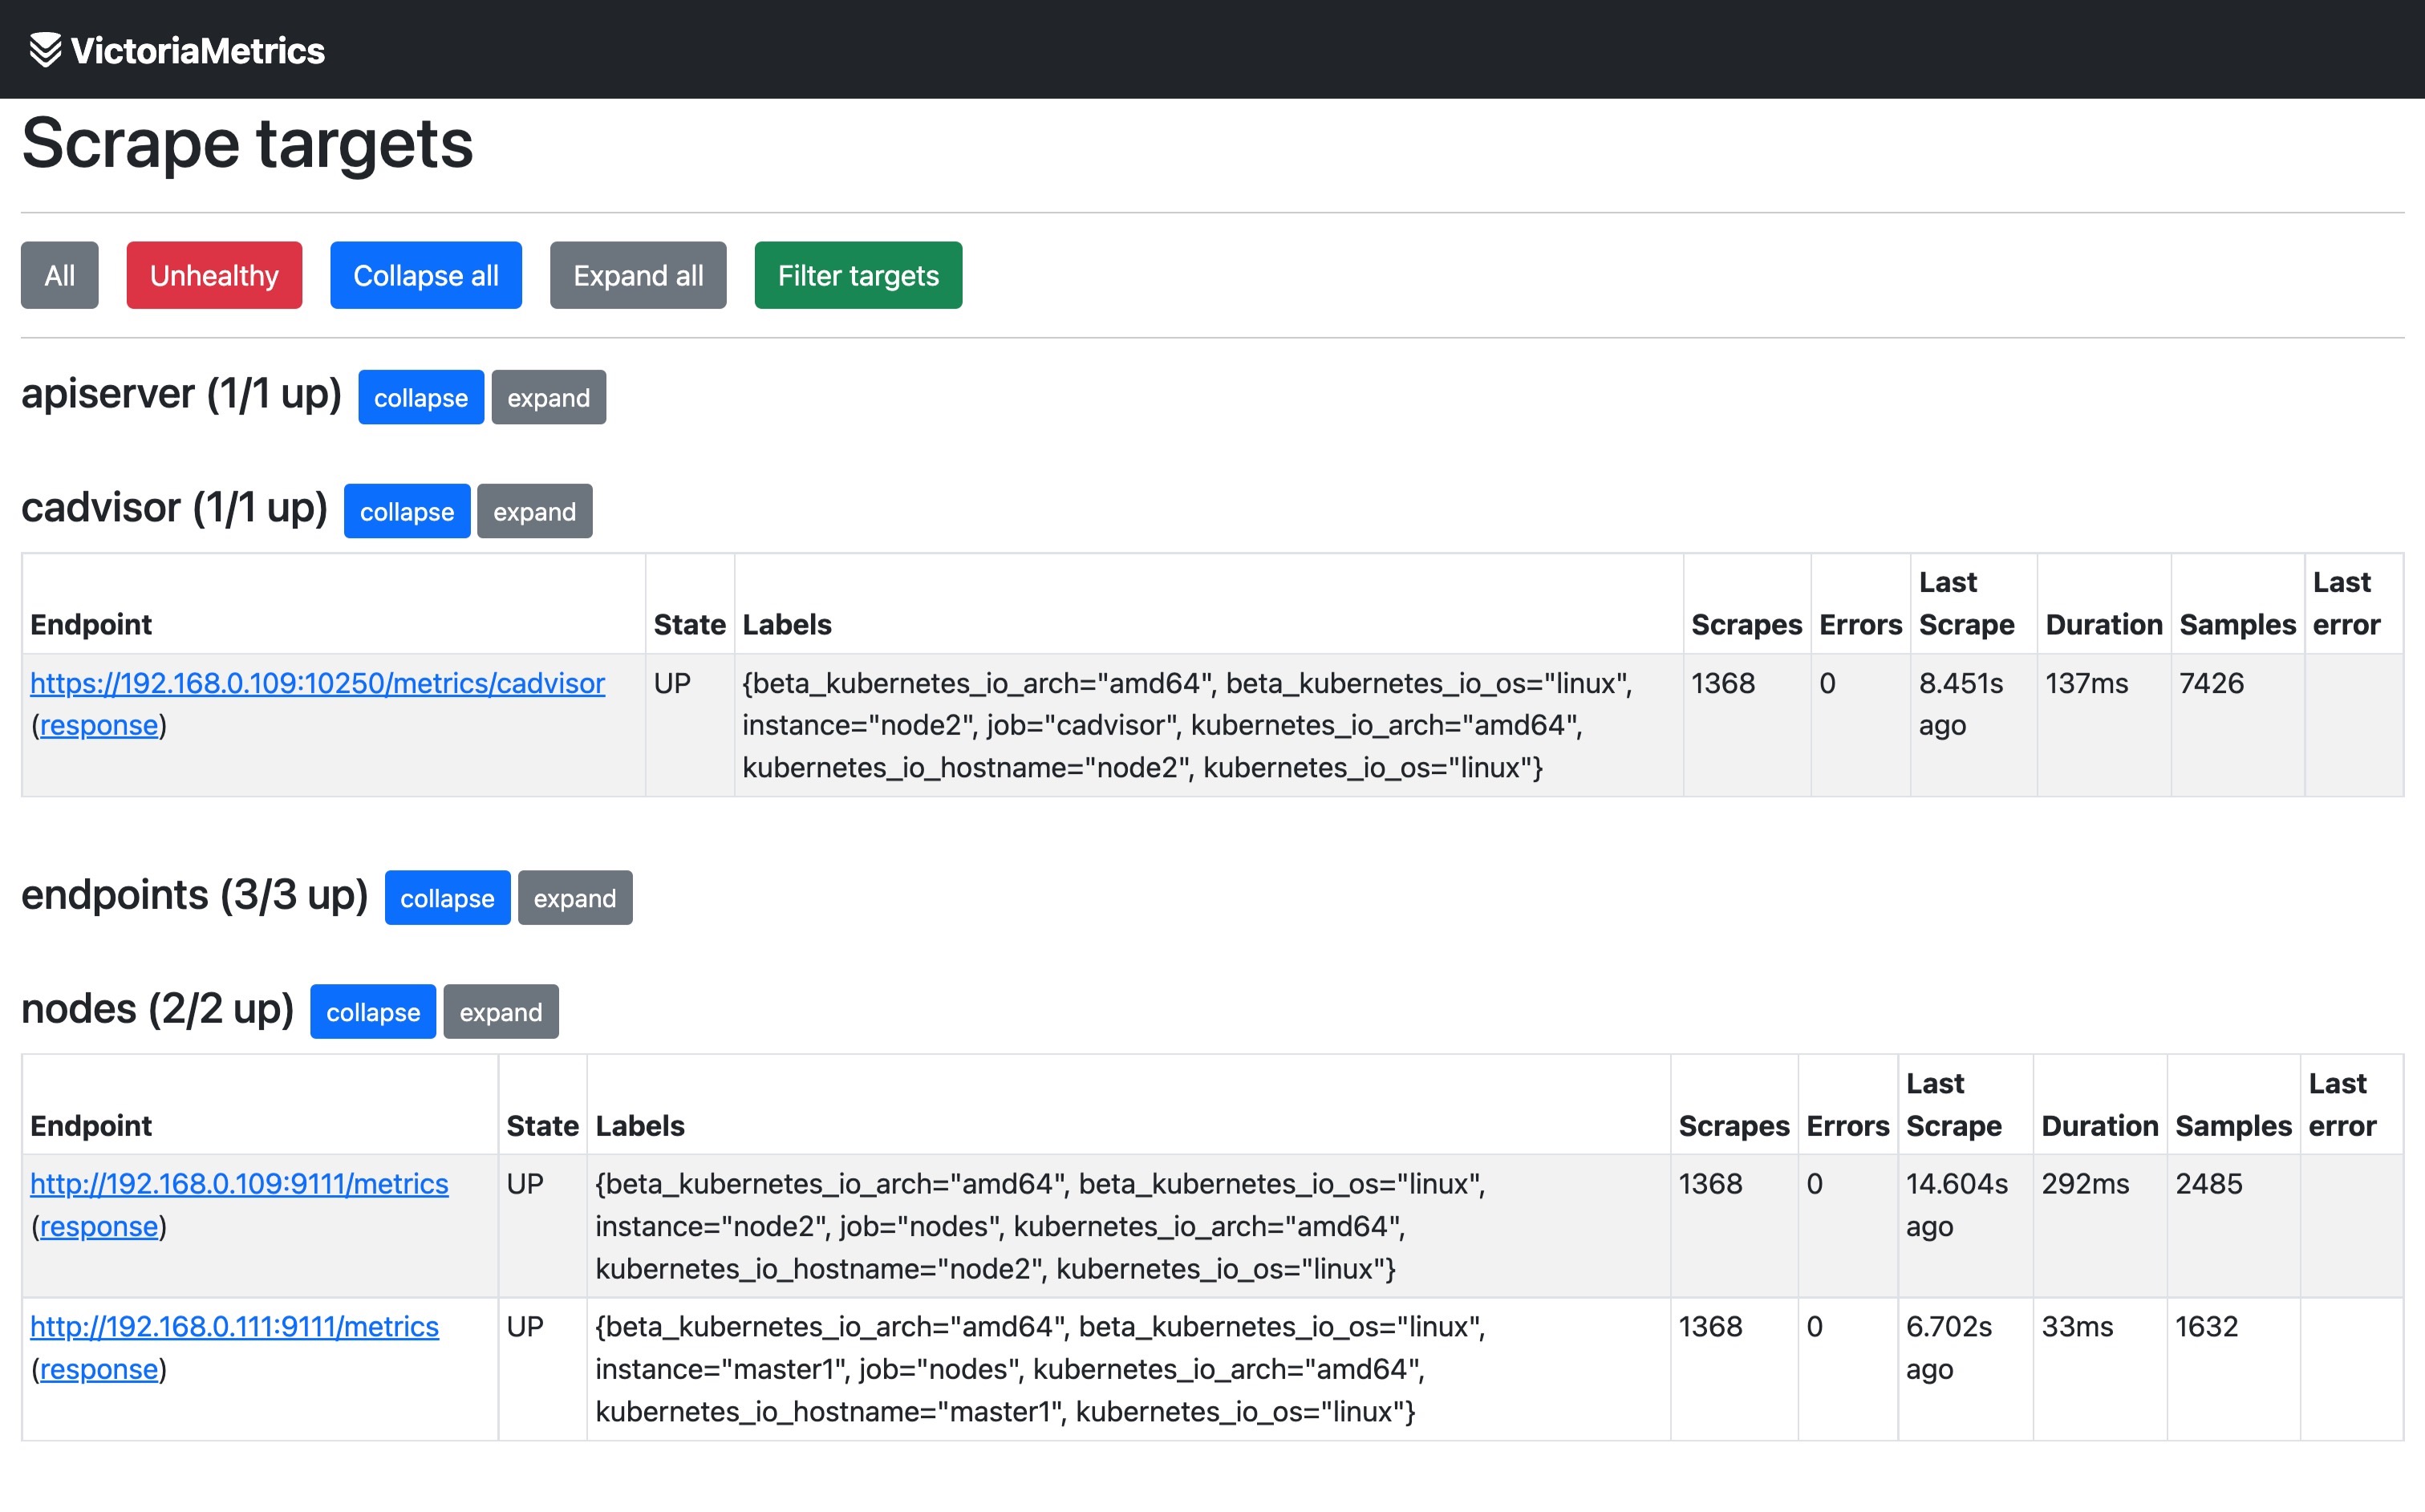 VictoriaMetrics
Scrape targets
All Unhealthy Collapse all Expand all Filter targets
apiserver (1/1 up) collapse expand
cadvisor (1/1 up) collapse expand
Endpoint State Labels Scrapes Errors Last Scrape Duration Samples Last error
https://192.168.0.109:10250/metrics/cadvisor UP {beta_kubernetes_io_arch="amd64", beta_kubernetes_io_os="linux", 1368 0 8.451s 137ms 7426
(response) instance="node2", job="cadvisor", kubernetes_io_arch="amd64", ago
kubernetes_io_hostname="node2", kubernetes_io_os="linux"}
endpoints (3/3 up) collapse expand
nodes (2/2 up) collapse expand
Endpoint State Labels Scrapes Errors Last Scrape Duration Samples Last error
http://192.168.0.109:9111/metrics UP {beta_kubernetes_io_arch="amd64", beta_kubernetes_io_os="linux", 1368 0 14.604s 292ms 2485
(response) instance="node2", job="nodes", kubernetes_io_arch="amd64", ago
kubernetes_io_hostname="node2", kubernetes_io_os="linux"}
http://192.168.0.111:9111/metrics UP {beta_kubernetes_io_arch="amd64", beta_kubernetes_io_os="linux", 1368 0 6.702s 33ms 1632
(response) instance="master1", job="nodes", kubernetes_io_arch="amd64", ago
kubernetes_io_hostname="master1", kubernetes_io_os="linux"}